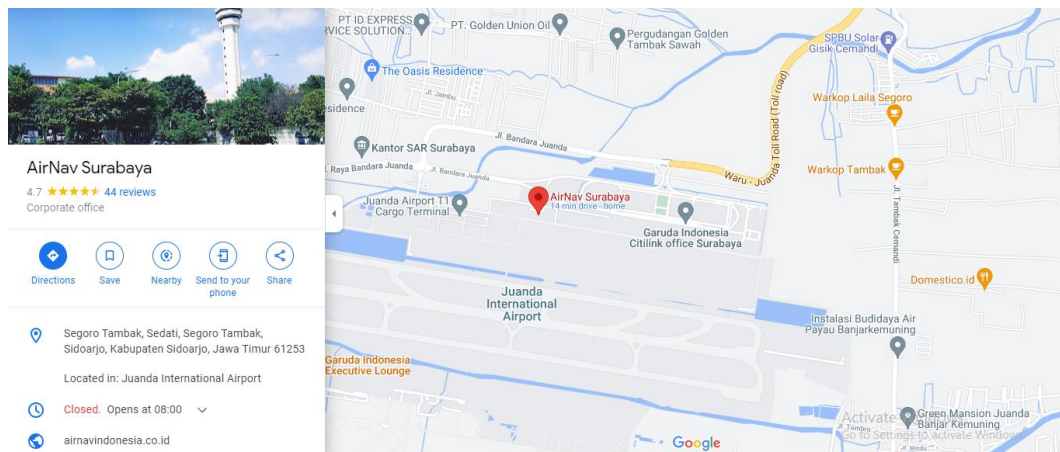 AirNav Surabaya
4.7
44 reviews
Corporate office
Directions
Save
Nearby
Send to your
phone
Share
Segoro Tambak, Sedati, Segoro Tambak,
Sidoarjo, Kabupaten Sidoarjo, Jawa Timur 61253
Located in: Juanda International Airport
Closed. Opens at 08:00
airnavindonesia.co.id
PT ID EXPRESS
RVICE SOLUTION...
PT. Golden Union Oil
Pergudangan Golden
Tambak Sawah
SPBU Solar
Gisik Cemandi
The Oasis Residence
Jl. Jambu
esidence
Warkop Laila Segoro
Jl. Bandara Juanda
Kantor SAR Surabaya
Waru - Juanda Toll Road (Toll road)
l. Raya Bandara Juanda
Jl. Bandara Juanda
Warkop Tambak
Juanda Airport T1
Cargo Terminal
AirNav Surabaya
14 min drive - home
Jl. Tambak Cemandi
Garuda Indonesia
Citilink office Surabaya
Domestico.id
Juanda
International
Airport
Instalasi Budidaya Air
Payau Banjarkemuning
Garuda Indonesia
Executive Lounge
Green Mansion Juanda
Banjar Kemuning
Activate Windows
Go to Settings to activate Windows.
Jl. Tombro
Jl. Wader
Google